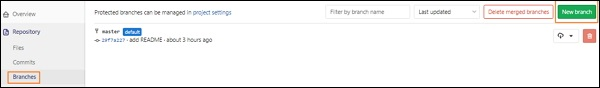 Overview
Repository
Files
Commits
Branches
Protected branches can be managed in project settings
Filter by branch name
Last updated
Delete merged branches
New branch
master default
29f7a227 · add README · about 3 hours ago